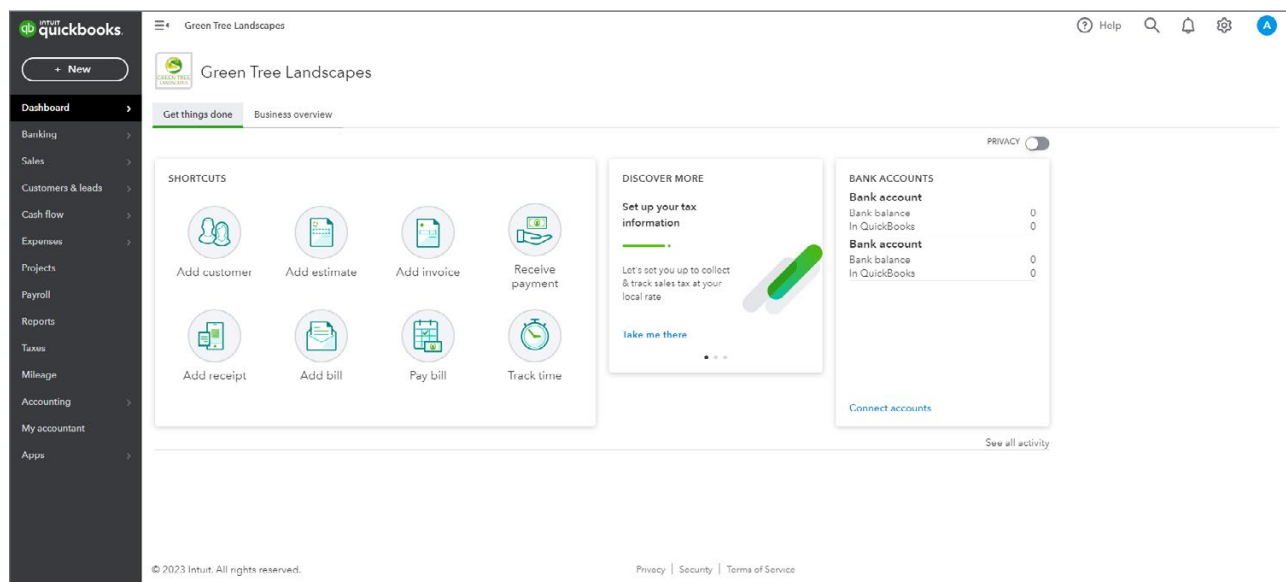 INTUIT
qb quickbooks.
Green Tree Landscapes
Help
A
+ New
GREEN TREE
LANDSCAPES
Green Tree Landscapes
Dashboard
Banking
Sales
Customers & leads
Cash flow
Expenses
Projects
Payroll
Reports
Taxes
Mileage
Accounting
My accountant
Apps
Get things done
Business overview
PRIVACY
SHORTCUTS
Add customer
Add estimate
Add invoice
Receive
payment
Add receipt
Add bill
Pay bill
Track time
DISCOVER MORE
Set up your tax
information
Let's set you up to collect
& track sales tax at your
local rate
Take me there
BANK ACCOUNTS
Bank account
Bank balance 0
In QuickBooks 0
Bank account
Bank balance 0
In QuickBooks 0
Connect accounts
See all activity
© 2023 Intuit. All rights reserved.
Privacy | Security | Terms of Service